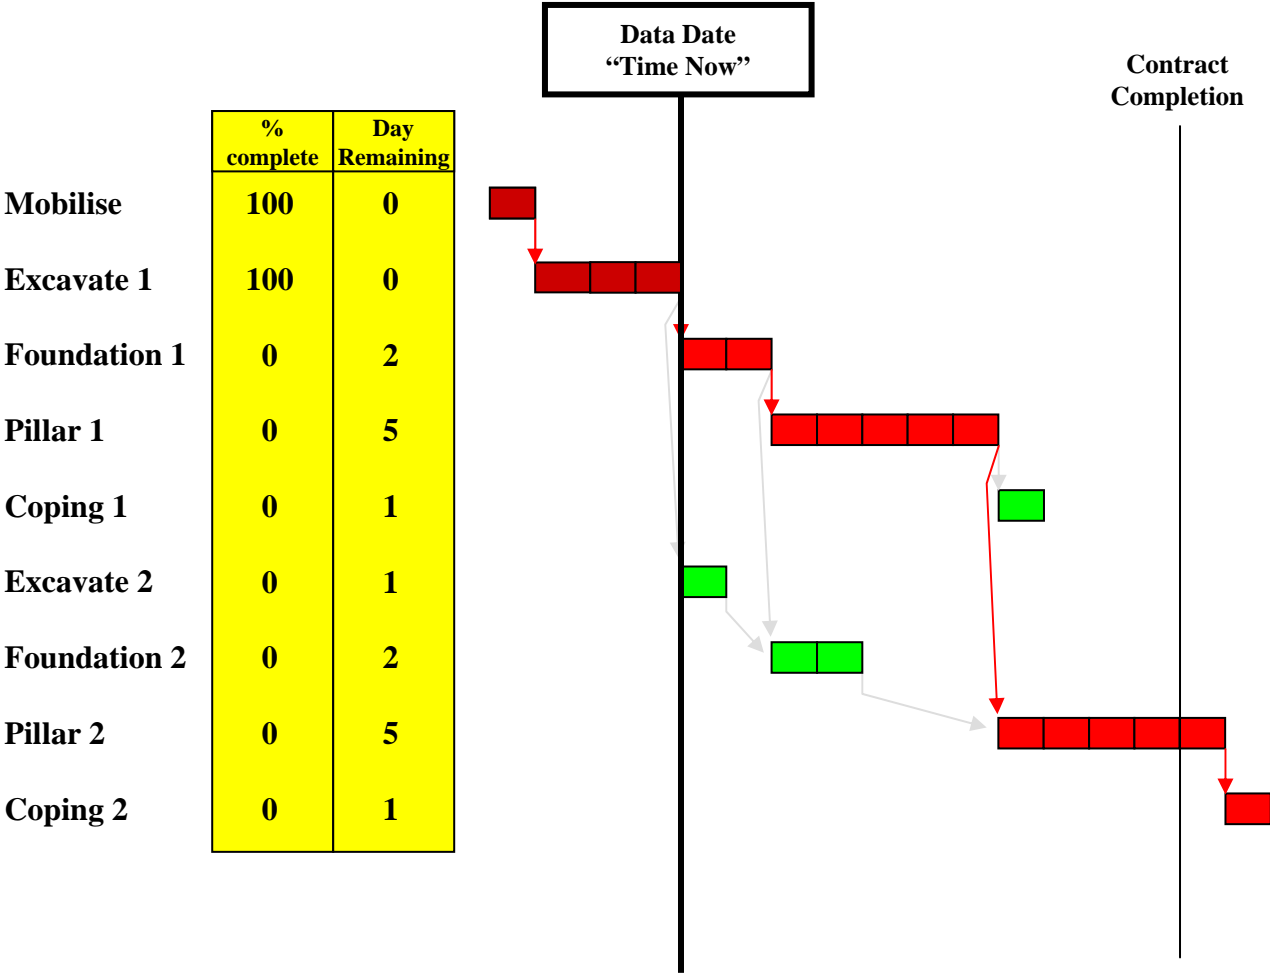 Data Date
“Time Now”
Contract
Completion
% Day
complete Remaining
Mobilise 100 0
Excavate 1 100 0
Foundation 1 0 2
Pillar 1 0 5
Coping 1 0 1
Excavate 2 0 1
Foundation 2 0 2
Pillar 2 0 5
Coping 2 0 1